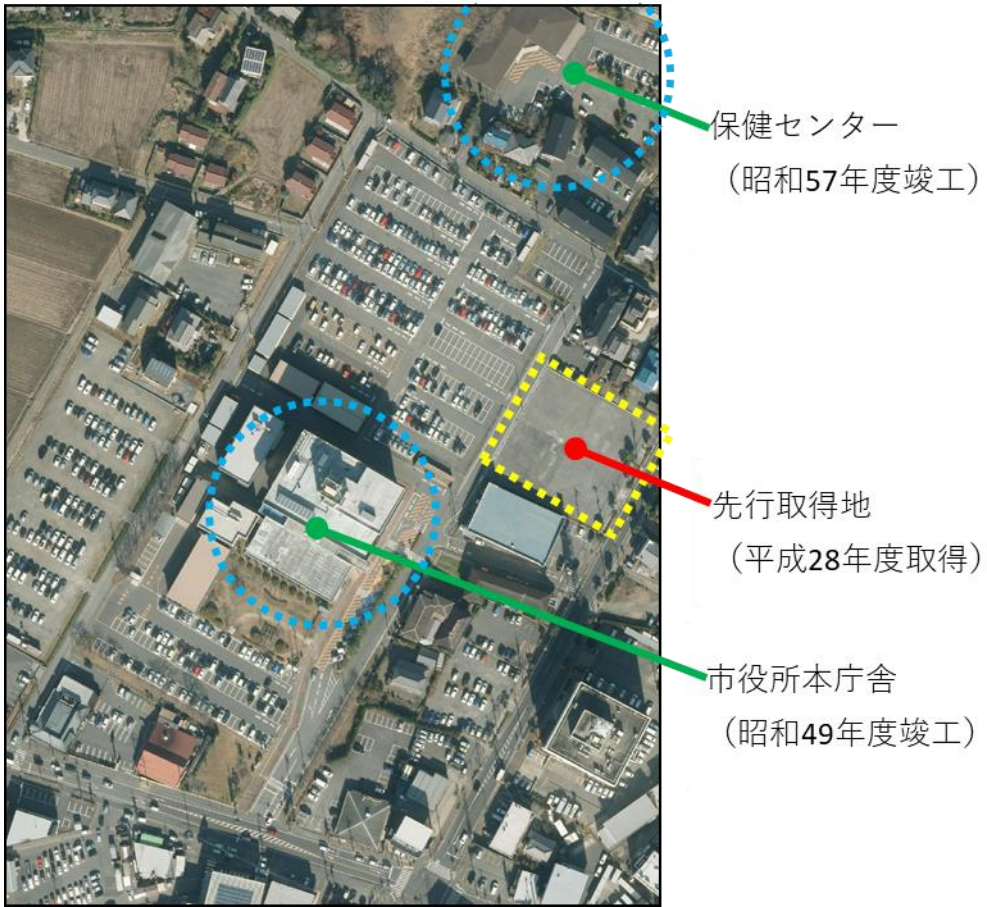 保健センター
（昭和57年度竣工）
先行取得地
（平成28年度取得）
市役所本庁舎
（昭和49年度竣工）